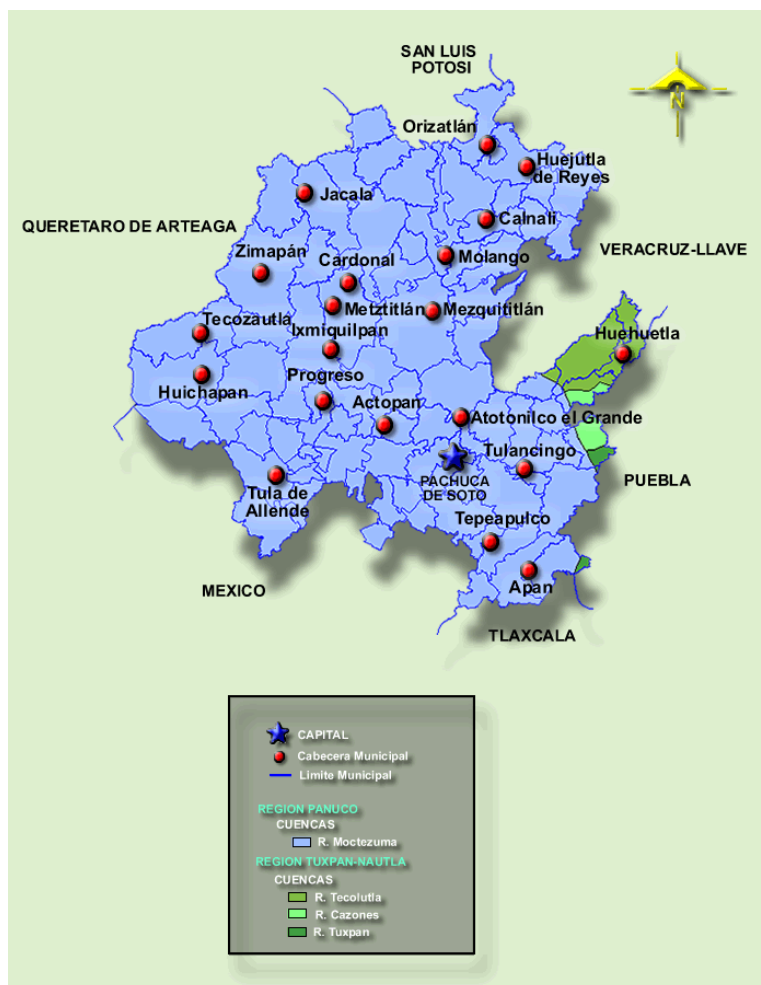 SAN LUIS
POTOSI
N
Orizatlán
Huejutla
de Reyes
Jacala
Calnali
QUERETARO DE ARTEAGA
VERACRUZ-LLAVE
Zimapán
Cardonal
Molango
Metztitlán
Mezquititlán
Tecozautla
Ixmiquilpan
Huehuetla
Huichapan
Progreso
Actopan
Atotonilco el Grande
Tulancingo
PACHUCA
DE SOTO
PUEBLA
Tula de
Allende
Tepeapulco
MEXICO
Apan
TLAXCALA
CAPITAL
Cabecera Municipal
Limite Municipal
REGION PANUCO
CUENCAS
R. Moctezuma
REGION TUXPAN-NAUTLA
CUENCAS
R. Tecolutla
R. Cazones
R. Tuxpan